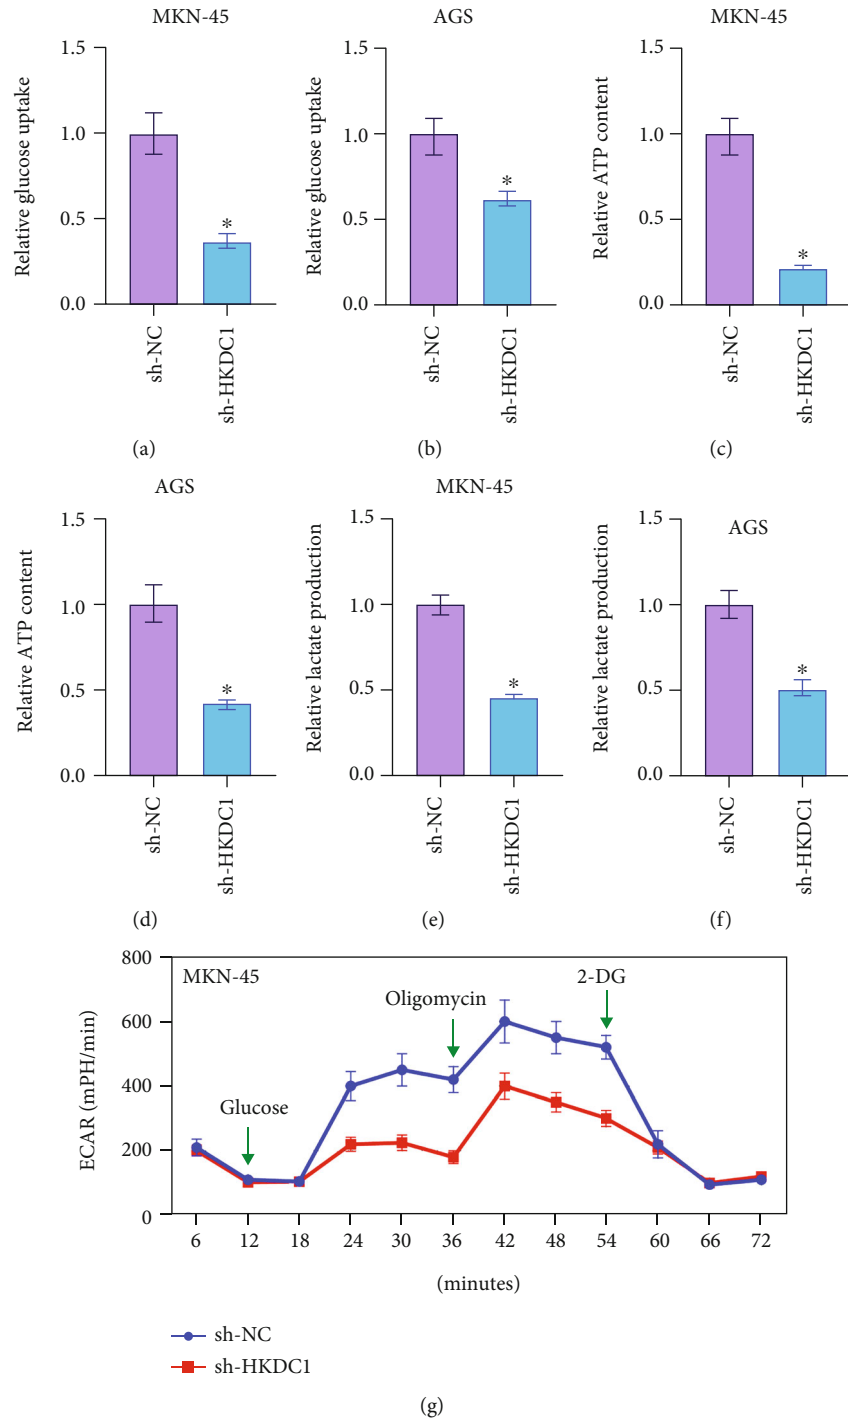 MKN-45
1.5
1.0
0.5
0.0
Relative glucose uptake
sh-NC
sh-HKDC1
*
(a)
AGS
1.5
1.0
0.5
0.0
Relative glucose uptake
sh-NC
sh-HKDC1
*
(b)
MKN-45
1.5
1.0
0.5
0.0
Relative ATP content
sh-NC
sh-HKDC1
*
(c)
AGS
1.5
1.0
0.5
0.0
Relative ATP content
sh-NC
sh-HKDC1
*
(d)
MKN-45
1.5
1.0
0.5
0.0
Relative lactate production
sh-NC
sh-HKDC1
*
(e)
AGS
1.5
1.0
0.5
0.0
Relative lactate production
sh-NC
sh-HKDC1
*
(f)
800
600
400
200
0
ECAR (mPH/min)
MKN-45
Glucose
Oligomycin
2-DG
6 12 18 24 30 36 42 48 54 60 66 72
(minutes)
sh-NC
sh-HKDC1
(g)